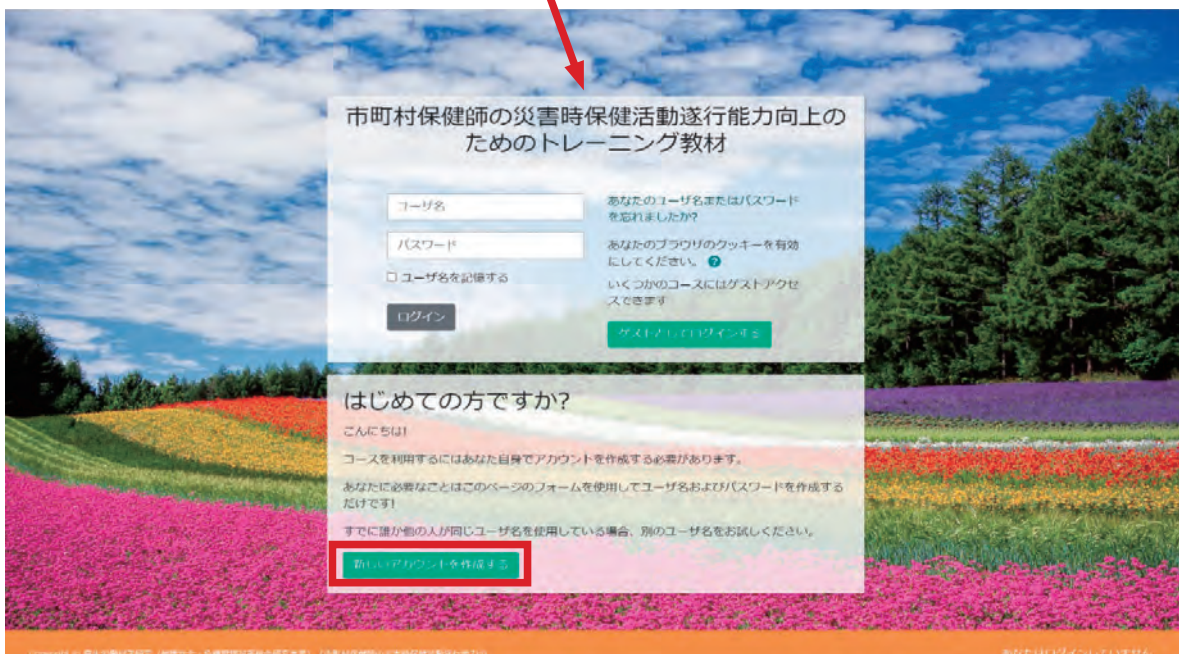 市町村保健師の災害時保健活動遂行能力向上の
ためのトレーニング教材
ユーザ名
パスワード
ユーザ名を記憶する
ログイン
あなたのユーザ名またはパスワード
を忘れましたか?
あなたのブラウザのクッキーを有効
にしてください。
いくつかのコースにはゲストアクセ
スできます
ゲストとしてログインする
はじめての方ですか?
こんにちは!
コースを利用するにはあなた自身でアカウントを作成する必要があります。
あなたに必要なことはこのページのフォームを使用してユーザ名およびパスワードを作成する
だけです!
すでに誰か他の人が同じユーザ名を使用している場合、別のユーザ名をお試しください。
新しいアカウントを作成する
あなたはログインしていません